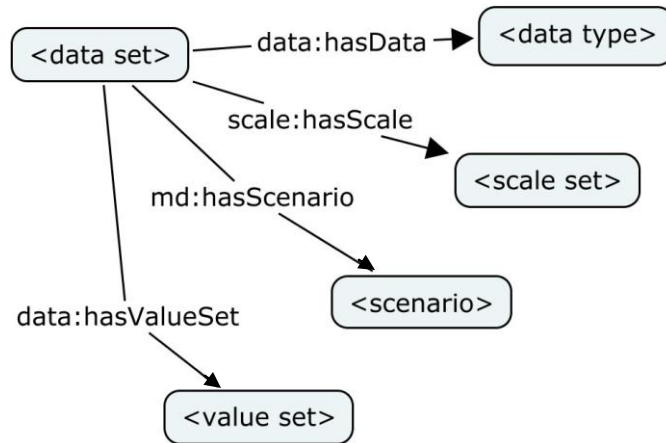 <data set>
data:hasData
<data type>
scale:hasScale
<scale set>
md:hasScenario
<scenario>
data:hasValueSet
<value set>